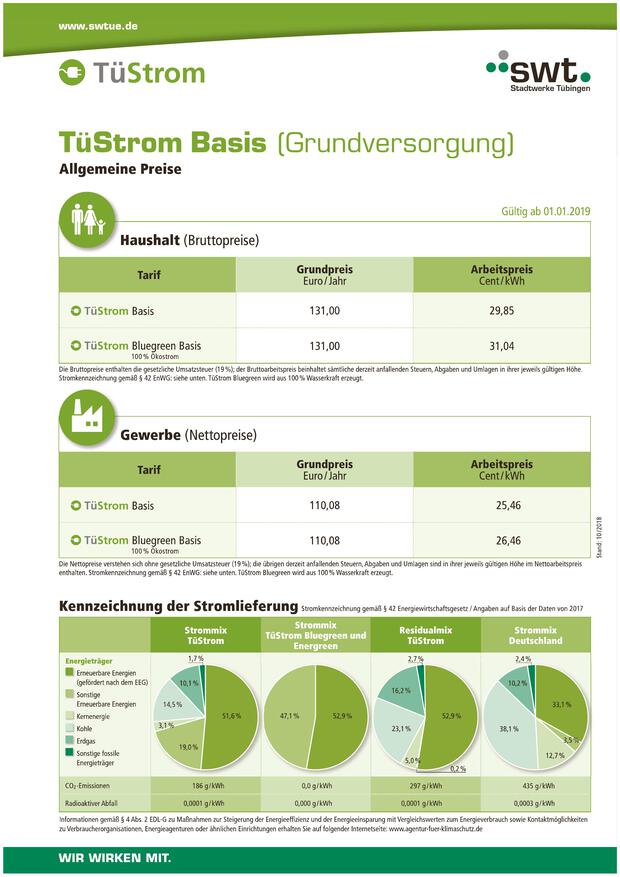 www.swtue.de
TüStrom
swt.
Stadtwerke Tübingen
TüStrom Basis (Grundversorgung)
Allgemeine Preise
Gültig ab 01.01.2019
Haushalt (Bruttopreise)
Tarif Grundpreis Euro/Jahr Arbeitspreis Cent/kWh
TüStrom Basis 131,00 29,85
TüStrom Bluegreen Basis 131,00 31,04
100% Ökostrom
Die Bruttopreise enthalten die gesetzliche Umsatzsteuer (19%); der Bruttoarbeitspreis beinhaltet sämtliche derzeit anfallenden Steuern, Abgaben und Umlagen in ihrer jeweils gültigen Höhe.
Stromkennzeichnung gemäß § 42 EnWG: siehe unten. TüStrom Bluegreen wird aus 100% Wasserkraft erzeugt.
Gewerbe (Nettopreise)
Tarif Grundpreis Euro/Jahr Arbeitspreis Cent/kWh
TüStrom Basis 110,08 25,46
TüStrom Bluegreen Basis 110,08 26,46
100% Ökostrom
Stand: 10/2018
Die Nettopreise verstehen sich ohne gesetzliche Umsatzsteuer (19%); die übrigen derzeit anfallenden Steuern, Abgaben und Umlagen sind in ihrer jeweils gültigen Höhe im Nettoarbeitspreis
enthalten. Stromkennzeichnung gemäß § 42 EnWG: siehe unten. TüStrom Bluegreen wird aus 100% Wasserkraft erzeugt.
Kennzeichnung der Stromlieferung Stromkennzeichnung gemäß § 42 Energiewirtschaftsgesetz / Angaben auf Basis der Daten von 2017
Strommix
TüStrom
Strommix
TüStrom Bluegreen und
Energreen
Residualmix
TüStrom
Strommix
Deutschland
Energieträger
Erneuerbare Energien
(gefördert nach dem EEG)
Sonstige
Erneuerbare Energien
Kernenergie
Kohle
Erdgas
Sonstige fossile
Energieträger
1,7 %
10,1 %
14,5 %
3,1 %
19,0 %
51,6 %
47,1 %
52,9 %
2,7 %
16,2 %
23,1 %
5,0 %
0,2 %
52,9 %
2,4 %
10,2 %
38,1 %
12,7 %
3,5 %
33,1 %
CO₂-Emissionen 186 g/kWh 0,0 g/kWh 297 g/kWh 435 g/kWh
Radioaktiver Abfall 0,0001 g/kWh 0,000 g/kWh 0,0001 g/kWh 0,0003 g/kWh
Informationen gemäß § 4 Abs. 2 EDL-G zu Maßnahmen zur Steigerung der Energieeffizienz und der Energieeinsparung mit Vergleichswerten zum Energieverbrauch sowie Kontaktmöglichkeiten
zu Verbraucherorganisationen, Energieagenturen oder ähnlichen Einrichtungen erhalten Sie auf folgender Internetseite: www.agentur-fuer-klimaschutz.de
WIR WIRKEN MIT.